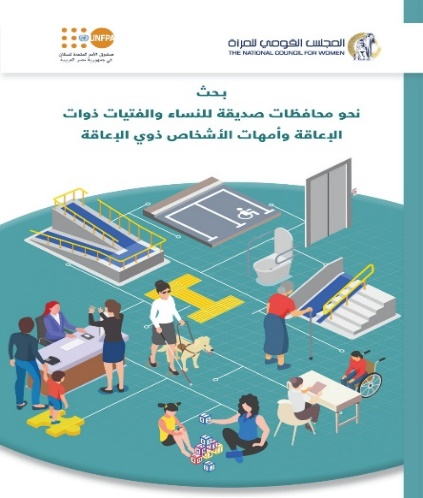 المجلس القومي للمرأة
THE NATIONAL COUNCIL FOR WOMEN
UNFPA
صندوق الأمم المتحدة للسكان
في جمهورية مصر العربية
بحث
نحو محافظات صديقة للنساء والفتيات ذوات
الإعاقة وأمهات الأشخاص ذوي الإعاقة